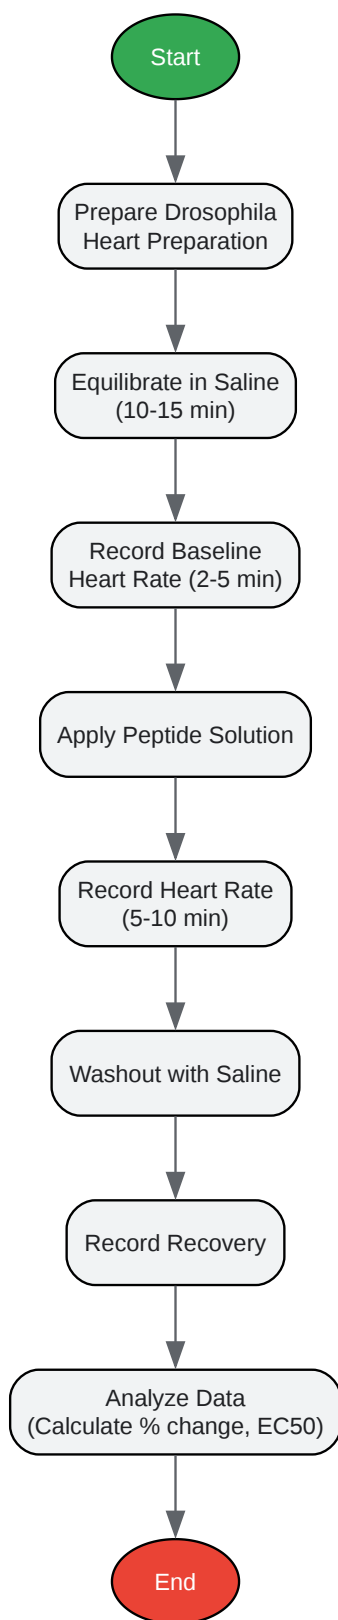 Start
Prepare Drosophila
Heart Preparation
Equilibrate in Saline
(10-15 min)
Record Baseline
Heart Rate (2-5 min)
Apply Peptide Solution
Record Heart Rate
(5-10 min)
Washout with Saline
Record Recovery
Analyze Data
(Calculate % change, EC50)
End